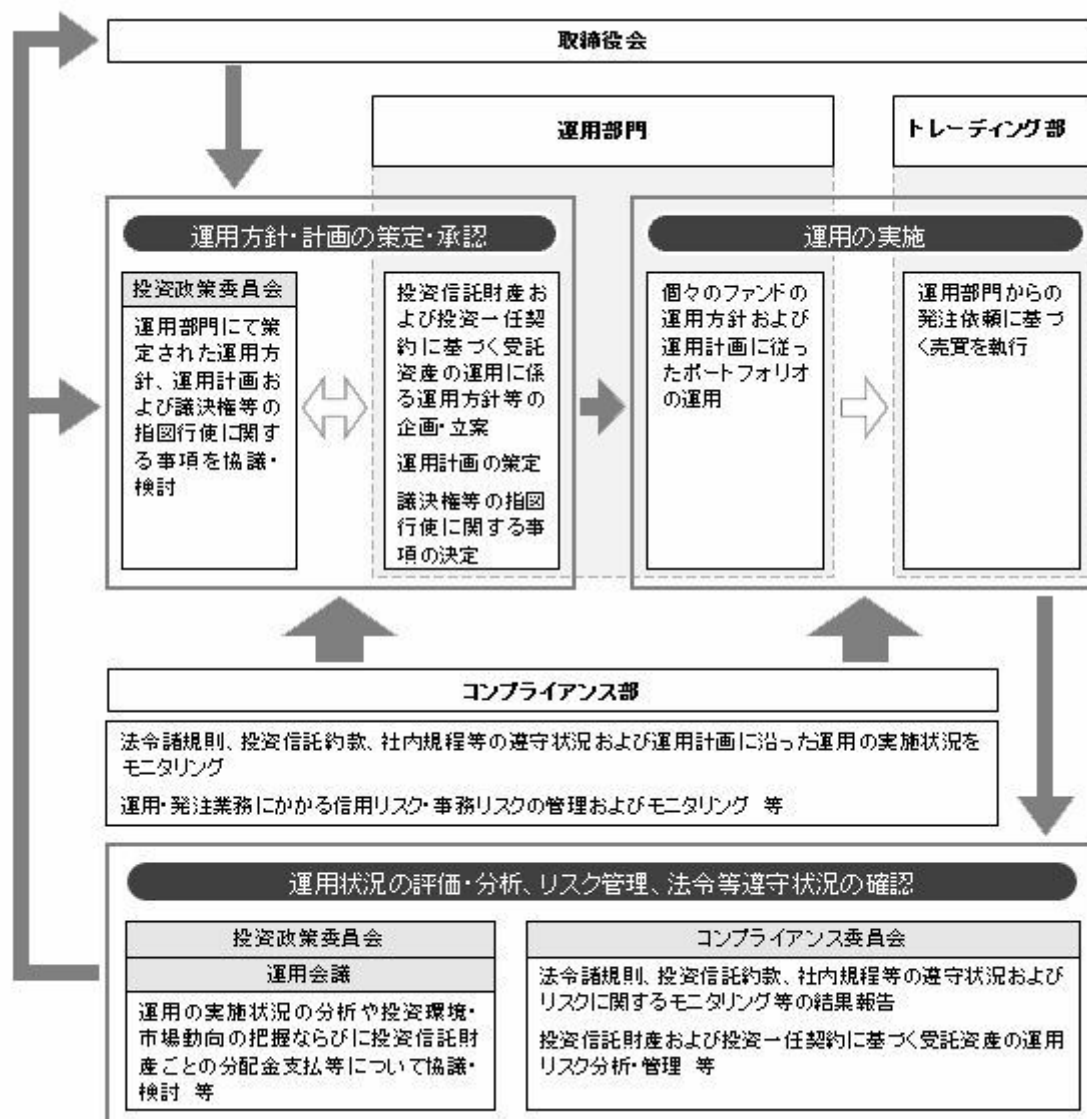 取締役会
運用部門
トレーディング部
運用方針・計画の策定・承認
投資政策委員会
運用部門にて策
定された運用方
針、運用計画お
よび議決権等の
指図行使に関す
る事項を協議・
検討
投資信託財産お
よび投資一任契
約に基づく受託
資産の運用に係
る運用方針等の
企画・立案
運用計画の策定
議決権等の指図
行使に関する事
項の決定
運用の実施
個々のファンドの
運用方針および
運用計画に従っ
たポートフォリオ
の運用
運用部門からの
発注依頼に基づ
く売買を執行
コンプライアンス部
法令諸規則、投資信託約款、社内規程等の遵守状況および運用計画に沿った運用の実施状況を
モニタリング
運用・発注業務にかかる信用リスク・事務リスクの管理およびモニタリング 等
運用状況の評価・分析、リスク管理、法令等遵守状況の確認
投資政策委員会
運用会議
運用の実施状況の分析や投資環境・
市場動向の把握ならびに投資信託財
産ごとの分配金支払等について協議・
検討 等
コンプライアンス委員会
法令諸規則、投資信託約款、社内規程等の遵守状況および
リスクに関するモニタリング等の結果報告
投資信託財産および投資一任契約に基づく受託資産の運用
リスク分析・管理 等